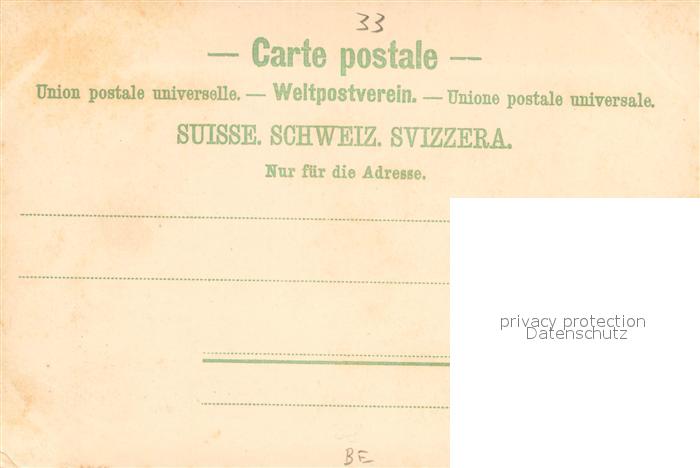 33
— Carte postale —
Union postale universelle. — Weltpostverein. — Unione postale universale.
SUISSE. SCHWEIZ. SVIZZERA.
Nur für die Adresse.
privacy protection
Datenschutz
BE